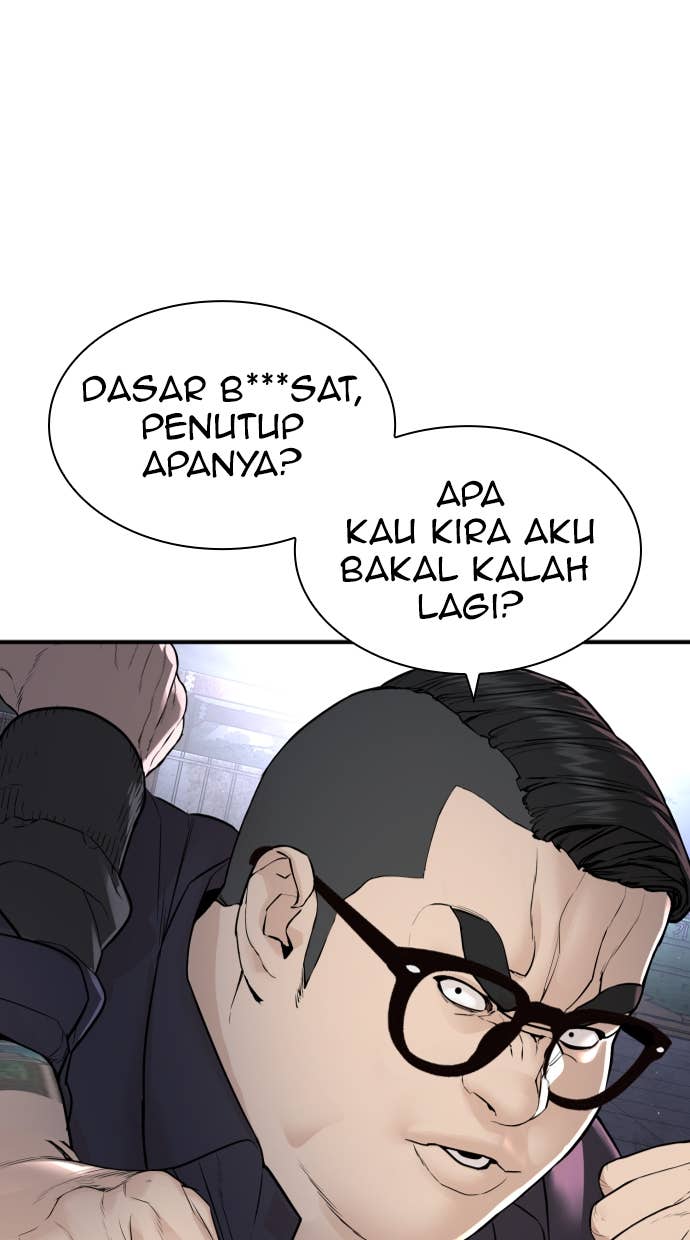 DASAR B***SAT,
PENUTUP
APANYA?
APA
KAU KIRA AKU
BAKAL KALAH
LAGI?